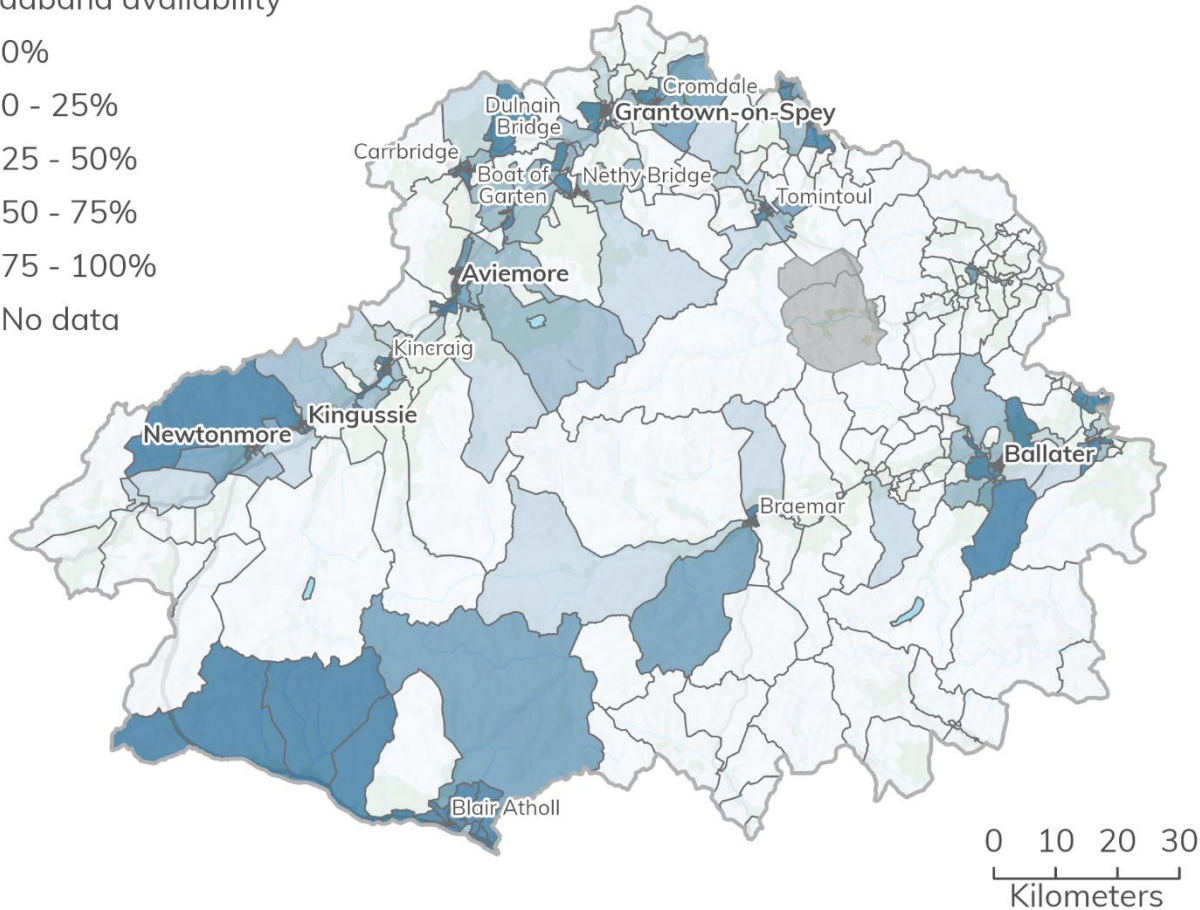 availability
0%
0 - 25%
25 - 50%
50 - 75%
75 - 100%
No data
Cromdale
Dulnain
Bridge
Grantown-on-Spey
Carrbridge
Boat of
Garten
Nethy Bridge
Tomintoul
Aviemore
Kincraig
Kingussie
Newtonmore
Ballater
Braemar
Blair Atholl
0 10 20 30
Kilometers